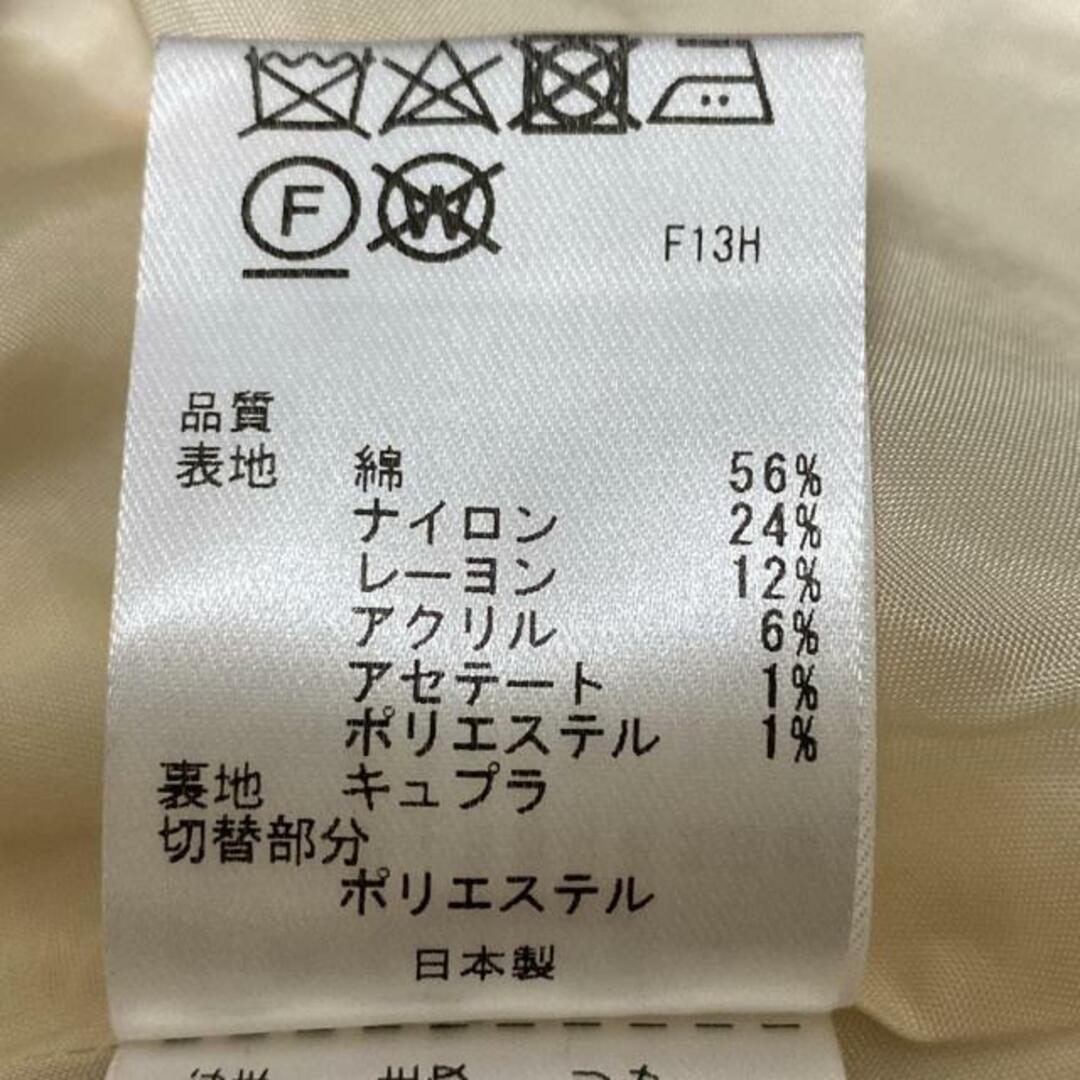 F W F13H
品質
表地 綿 56%
ナイロン 24%
レーヨン 12%
アクリル 6%
アセテート 1%
ポリエステル 1%
裏地 キュプラ
切替部分
ポリエステル
日本製